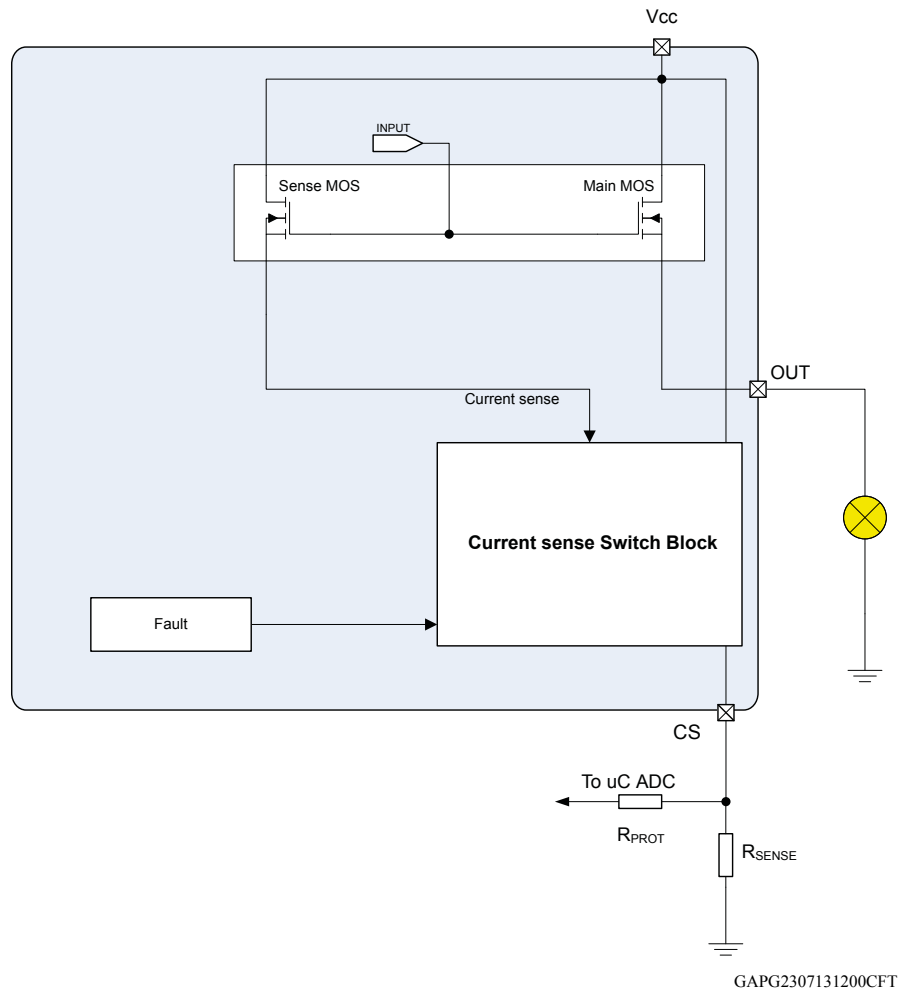 Vcc
INPUT
Sense MOS
Main MOS
OUT
Current sense
Current sense Switch Block
Fault
CS
To uC ADC
RPROT
RSENSE
GAPG2307131200CFT